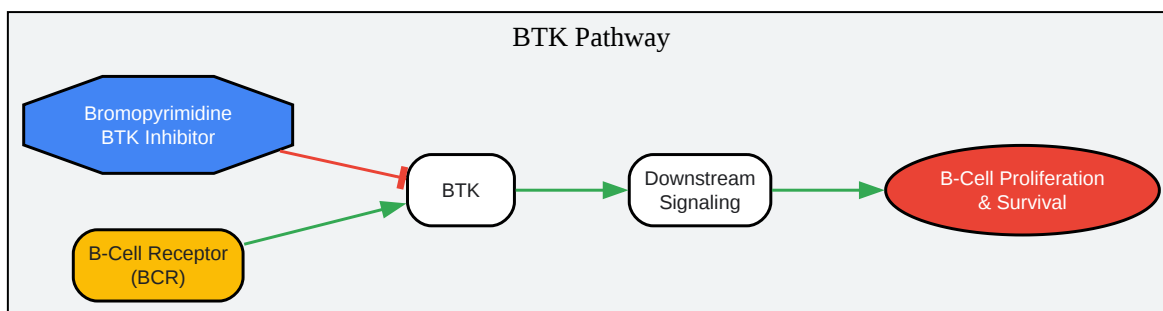 BTK Pathway
Bromopyrimidine
BTK Inhibitor
B-Cell Receptor
(BCR)
BTK
Downstream
Signaling
B-Cell Proliferation
& Survival